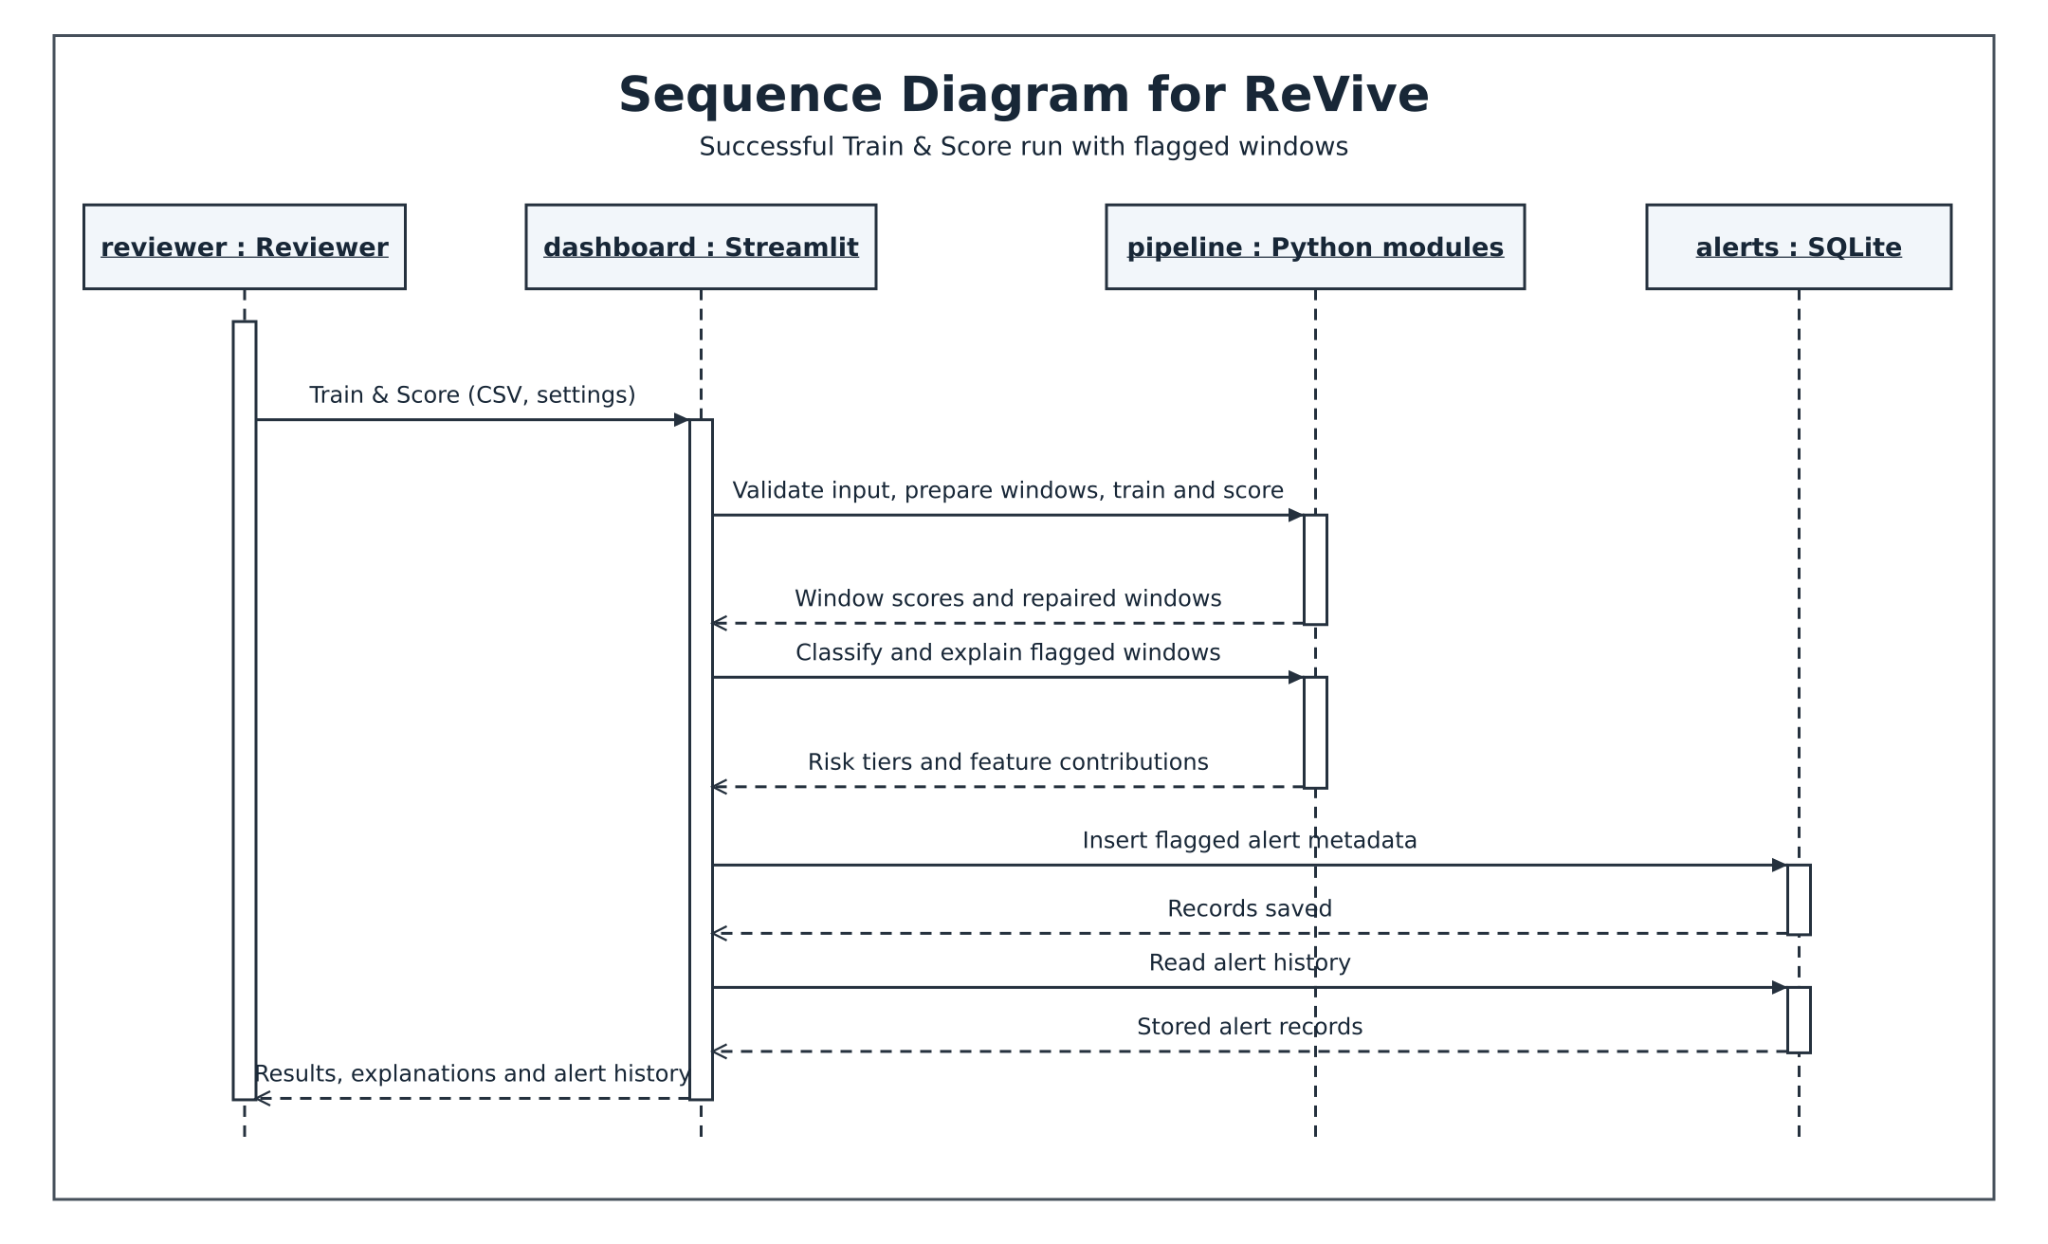 Sequence Diagram for ReVive
Successful Train & Score run with flagged windows
reviewer : Reviewer
dashboard : Streamlit
pipeline : Python modules
alerts : SQLite
Train & Score (CSV, settings)
Validate input, prepare windows, train and score
Window scores and repaired windows
Classify and explain flagged windows
Risk tiers and feature contributions
Insert flagged alert metadata
Records saved
Read alert history
Stored alert records
Results, explanations and alert history